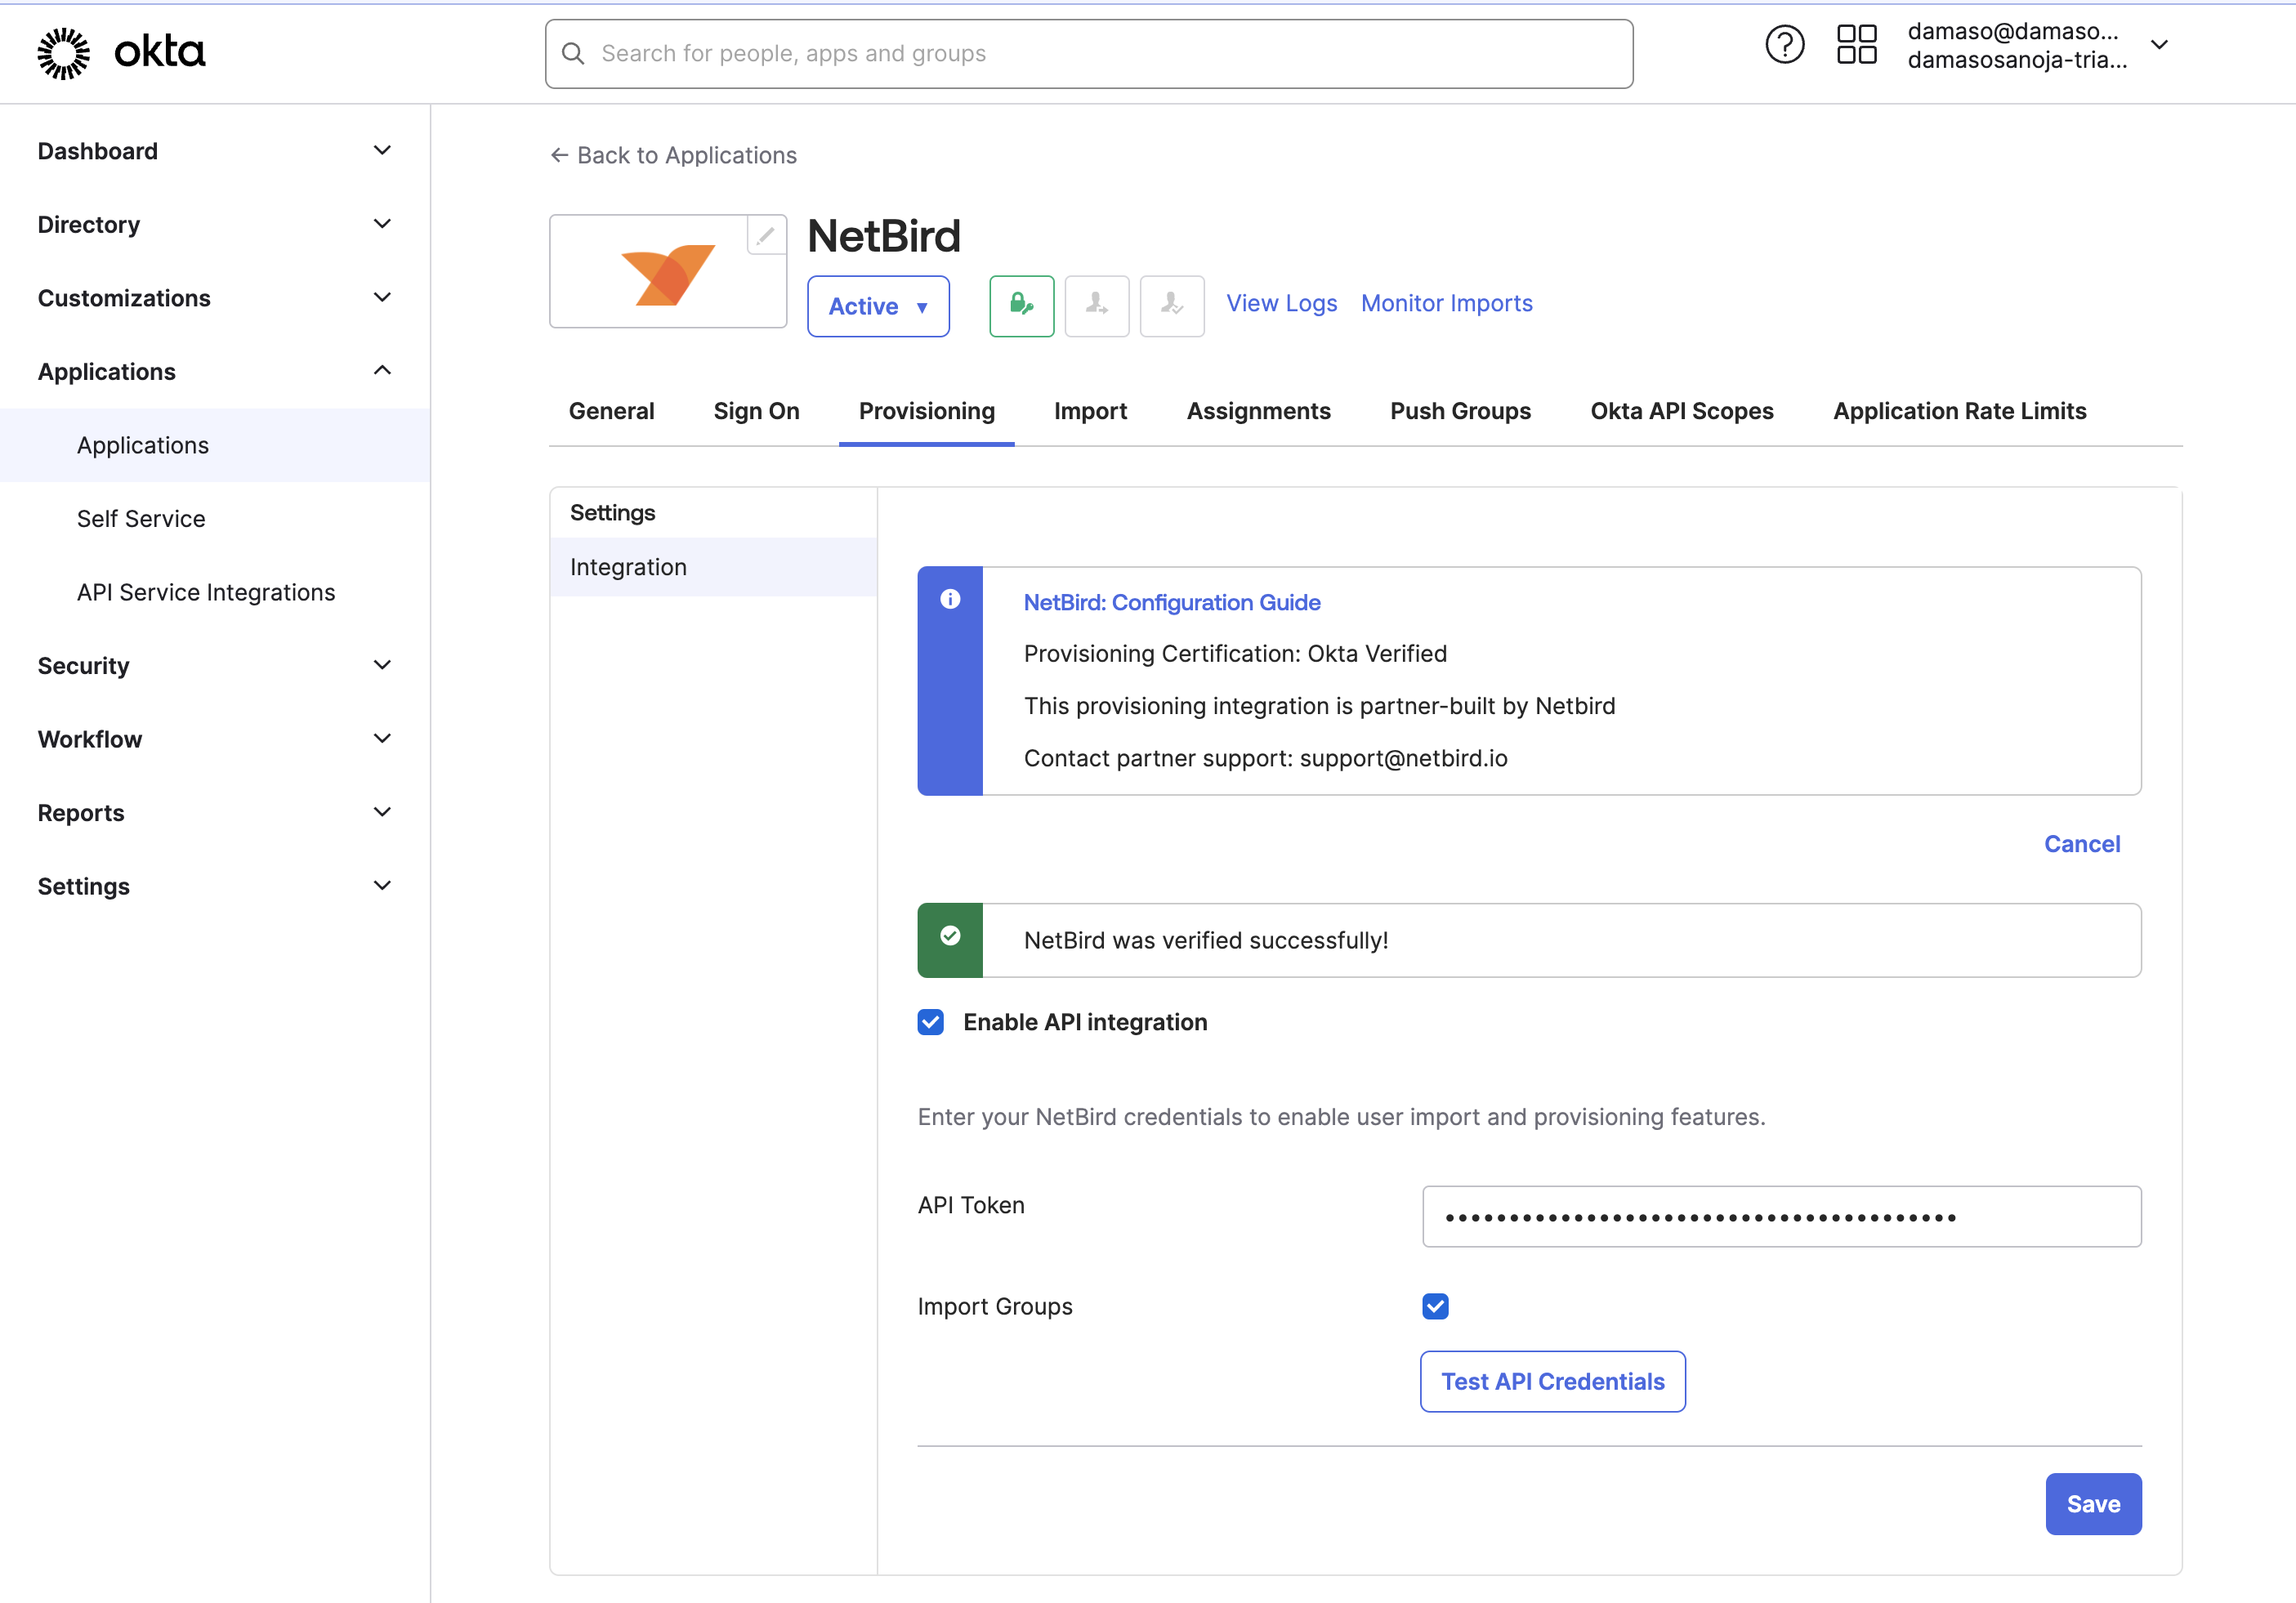 okta
Search for people, apps and groups
damaso@damaso...
damasosanoja-tria...
Dashboard
Directory
Customizations
Applications
Applications
Self Service
API Service Integrations
Security
Workflow
Reports
Settings
← Back to Applications
NetBird
Active ▼
View Logs
Monitor Imports
General
Sign On
Provisioning
Import
Assignments
Push Groups
Okta API Scopes
Application Rate Limits
Settings
Integration
NetBird: Configuration Guide
Provisioning Certification: Okta Verified
This provisioning integration is partner-built by Netbird
Contact partner support: support@netbird.io
Cancel
NetBird was verified successfully!
Enable API integration
Enter your NetBird credentials to enable user import and provisioning features.
API Token
••••••••••••••••••••••••••••••••••••••••
Import Groups
Test API Credentials
Save